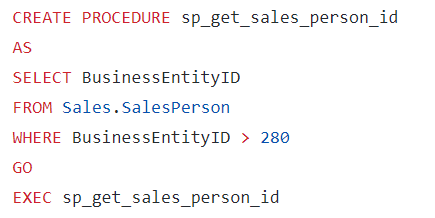 CREATE PROCEDURE sp_get_sales_person_id
AS
SELECT BusinessEntityID
FROM Sales.SalesPerson
WHERE BusinessEntityID > 280
GO
EXEC sp_get_sales_person_id